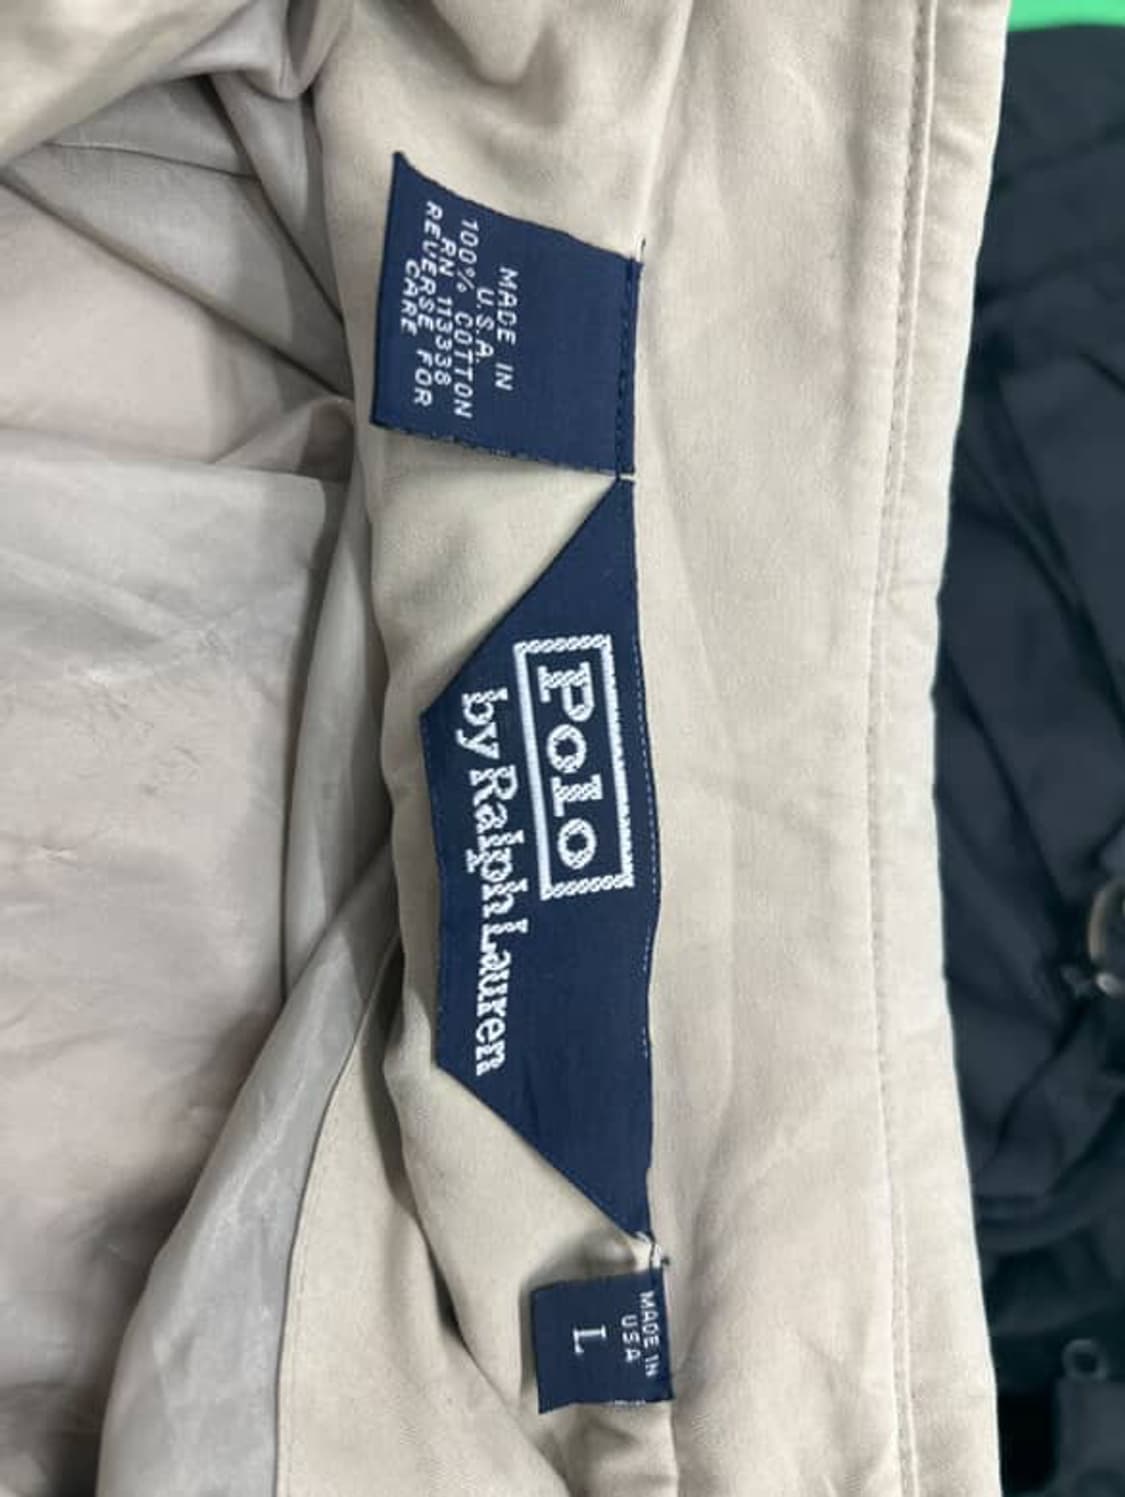 MADE IN
U.S.A.
100% COTTON
RN 113338
REVERSE FOR
CARE
POLO
by Ralph Lauren
MADE IN
USA
L